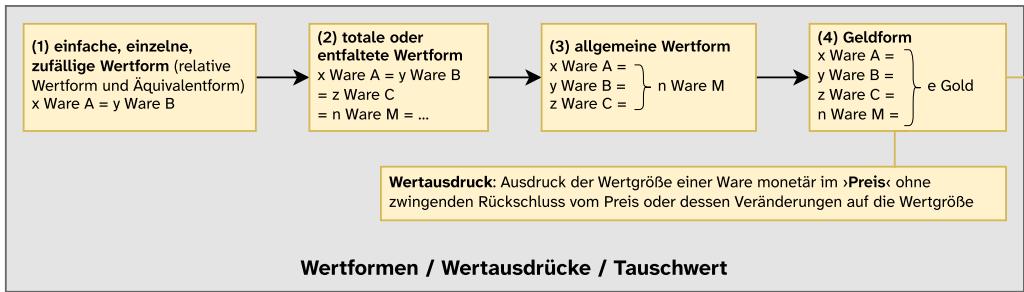 (1) einfache, einzelne,
zufällige Wertform (relative
Wertform und Äquivalentform)
x Ware A = y Ware B
(2) totale oder
entfaltete Wertform
x Ware A = y Ware B
= z Ware C
= n Ware M = ...
(3) allgemeine Wertform
x Ware A =
y Ware B =
z Ware C =
n Ware M
(4) Geldform
x Ware A =
y Ware B =
z Ware C =
n Ware M =
e Gold
Wertausdruck: Ausdruck der Wertgröße einer Ware monetär im ›Preis‹ ohne
zwingenden Rückschluss vom Preis oder dessen Veränderungen auf die Wertgröße
Wertformen / Wertausdrücke / Tauschwert